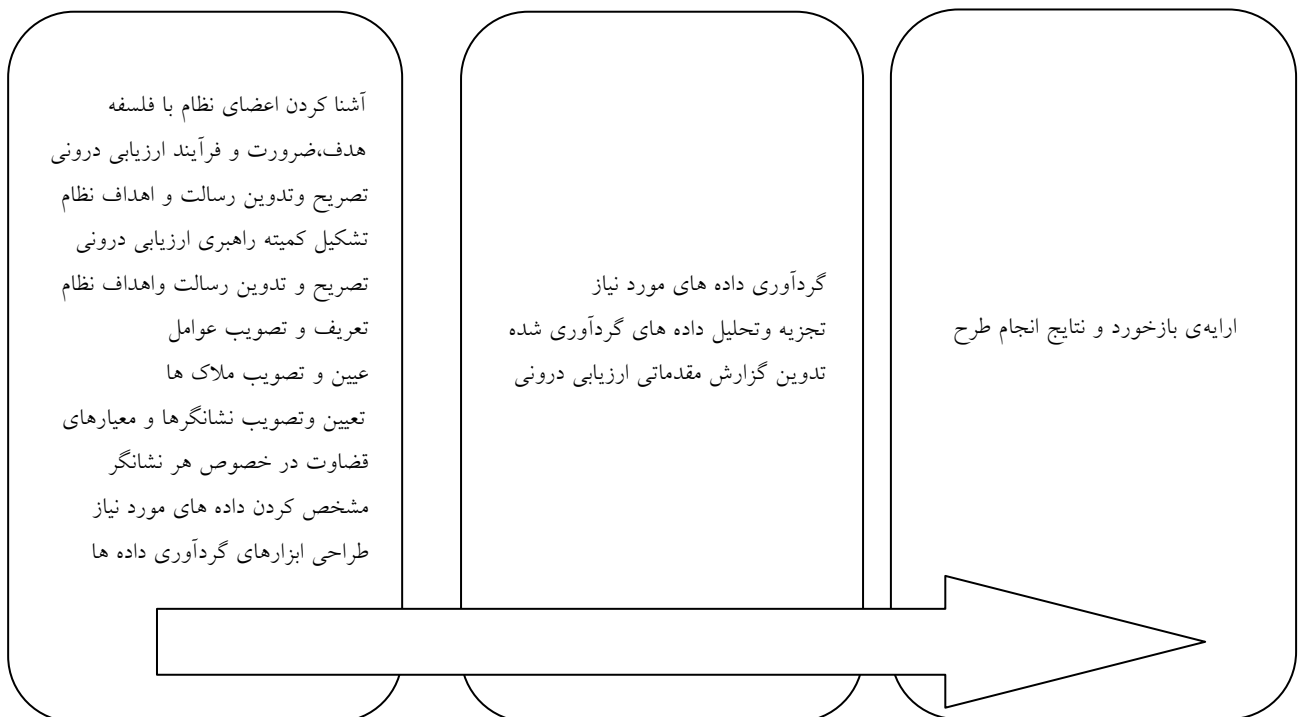 آشنا کردن اعضای نظام با فلسفه
هدف،ضرورت و فرآیند ارزیابی درونی
تصریح وتدوین رسالت و اهداف نظام
تشکیل کمیته راهبری ارزیابی درونی
تصریح و تدوین رسالت واهداف نظام
تعریف و تصویب عوامل
عیین و تصویب ملاک ها
تعیین وتصویب نشانگرها و معیارهای
قضاوت در خصوص هر نشانگر
مشخص کردن داده های مورد نیاز
طراحی ابزارهای گردآوری داده ها
گردآوری داده های مورد نیاز
تجزیه وتحلیل داده های گردآوری شده
تدوین گزارش مقدماتی ارزیابی درونی
ارایه‌ی بازخورد و نتایج انجام طرح